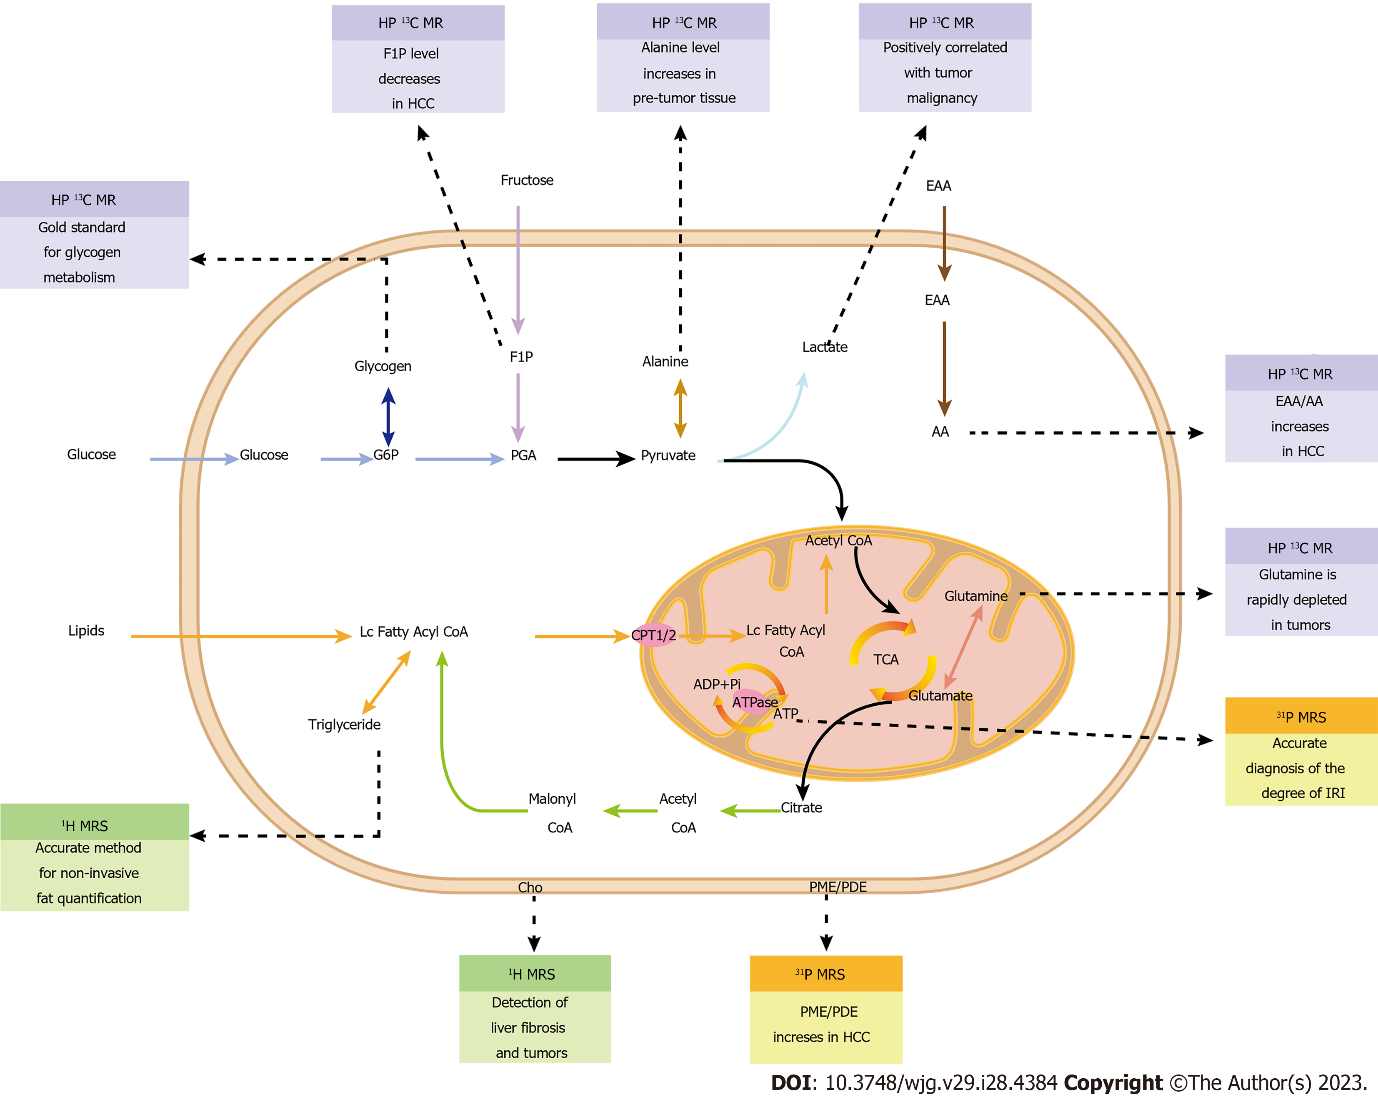 HP ¹³C MR
F1P level
decreases
in HCC
HP ¹³C MR
Alanine level
increases in
pre-tumor tissue
HP ¹³C MR
Positively correlated
with tumor
malignancy
HP ¹³C MR
Gold standard
for glycogen
metabolism
Fructose
EAA
EAA
F1P
Glycogen
Alanine
Lactate
AA
HP ¹³C MR
EAA/AA
increases
in HCC
Glucose
Glucose
G6P
PGA
Pyruvate
HP ¹³C MR
Glutamine is
rapidly depleted
in tumors
Acetyl CoA
Glutamine
Lipids
Lc Fatty Acyl CoA
CPT1/2
Lc Fatty Acyl
CoA
TCA
ADP+Pi
ATPase
ATP
Glutamate
Triglyceride
³¹P MRS
Accurate
diagnosis of the
degree of IRI
Malonyl
CoA
Acetyl
CoA
Citrate
¹H MRS
Accurate method
for non-invasive
fat quantification
Cho
PME/PDE
¹H MRS
Detection of
liver fibrosis
and tumors
³¹P MRS
PME/PDE
increses in HCC
DOI: 10.3748/wjg.v29.i28.4384 Copyright ©The Author(s) 2023.